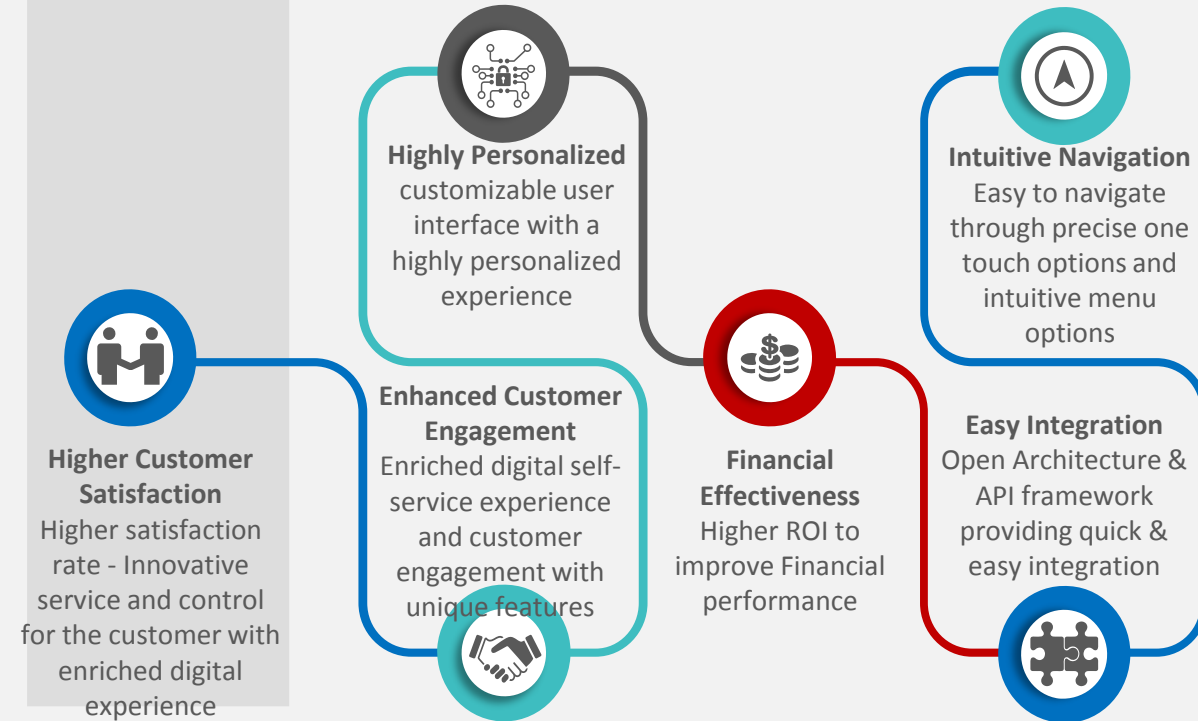 Higher Customer
Satisfaction
Higher satisfaction
rate - Innovative
service and control
for the customer with
enriched digital
experience
Highly Personalized
customizable user
interface with a
highly personalized
experience
Enhanced Customer
Engagement
Enriched digital self-
service experience
and customer
engagement with
unique features
Financial
Effectiveness
Higher ROI to
improve Financial
performance
Intuitive Navigation
Easy to navigate
through precise one
touch options and
intuitive menu
options
Easy Integration
Open Architecture &
API framework
providing quick &
easy integration